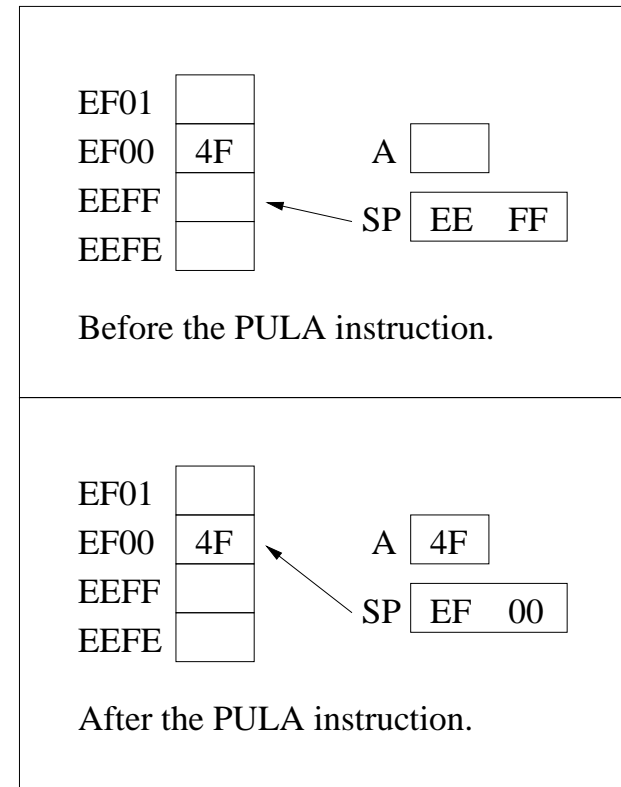 EF01
EF00 4F A
EEFF
SP EE FF
EEFE
Before the PULA instruction.
EF01
EF00 4F A 4F
EEFF
SP EF 00
EEFE
After the PULA instruction.